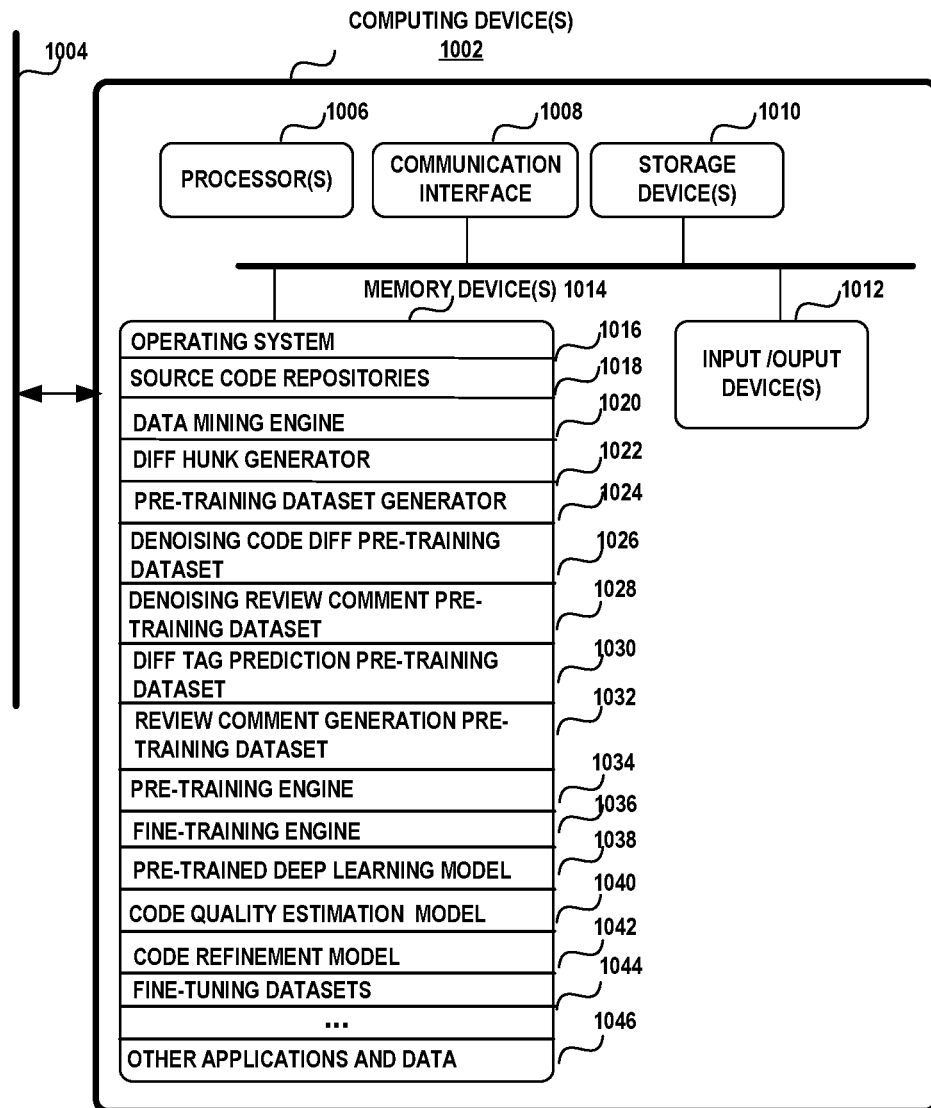 COMPUTING DEVICE(S)
1002
1004
1006
1008
1010
PROCESSOR(S)
COMMUNICATION
INTERFACE
STORAGE
DEVICE(S)
MEMORY DEVICE(S) 1014
1012
INPUT /OUPUT
DEVICE(S)
OPERATING SYSTEM
1016
SOURCE CODE REPOSITORIES
1018
DATA MINING ENGINE
1020
DIFF HUNK GENERATOR
1022
PRE-TRAINING DATASET GENERATOR
1024
DENOISING CODE DIFF PRE-TRAINING
DATASET
1026
DENOISING REVIEW COMMENT PRE-
TRAINING DATASET
1028
DIFF TAG PREDICTION PRE-TRAINING
DATASET
1030
REVIEW COMMENT GENERATION PRE-
TRAINING DATASET
1032
PRE-TRAINING ENGINE
1034
FINE-TRAINING ENGINE
1036
PRE-TRAINED DEEP LEARNING MODEL
1038
CODE QUALITY ESTIMATION MODEL
1040
CODE REFINEMENT MODEL
1042
FINE-TUNING DATASETS
1044
...
OTHER APPLICATIONS AND DATA
1046